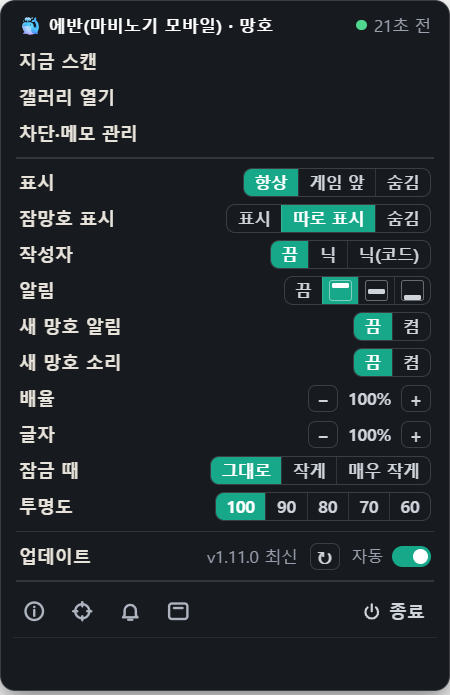 에반(마비노기 모바일) · 망호 21초 전
지금 스캔
갤러리 열기
차단·메모 관리
표시 항상 게임 앞 숨김
잠망호 표시 표시 따로 표시 숨김
작성자 끔 닉 닉(코드)
알림 끔
새 망호 알림 끔 켬
새 망호 소리 끔 켬
배율 − 100% +
글자 − 100% +
잠금 때 그대로 작게 매우 작게
투명도 100 90 80 70 60
업데이트 v1.11.0 최신 ↻ 자동
종료